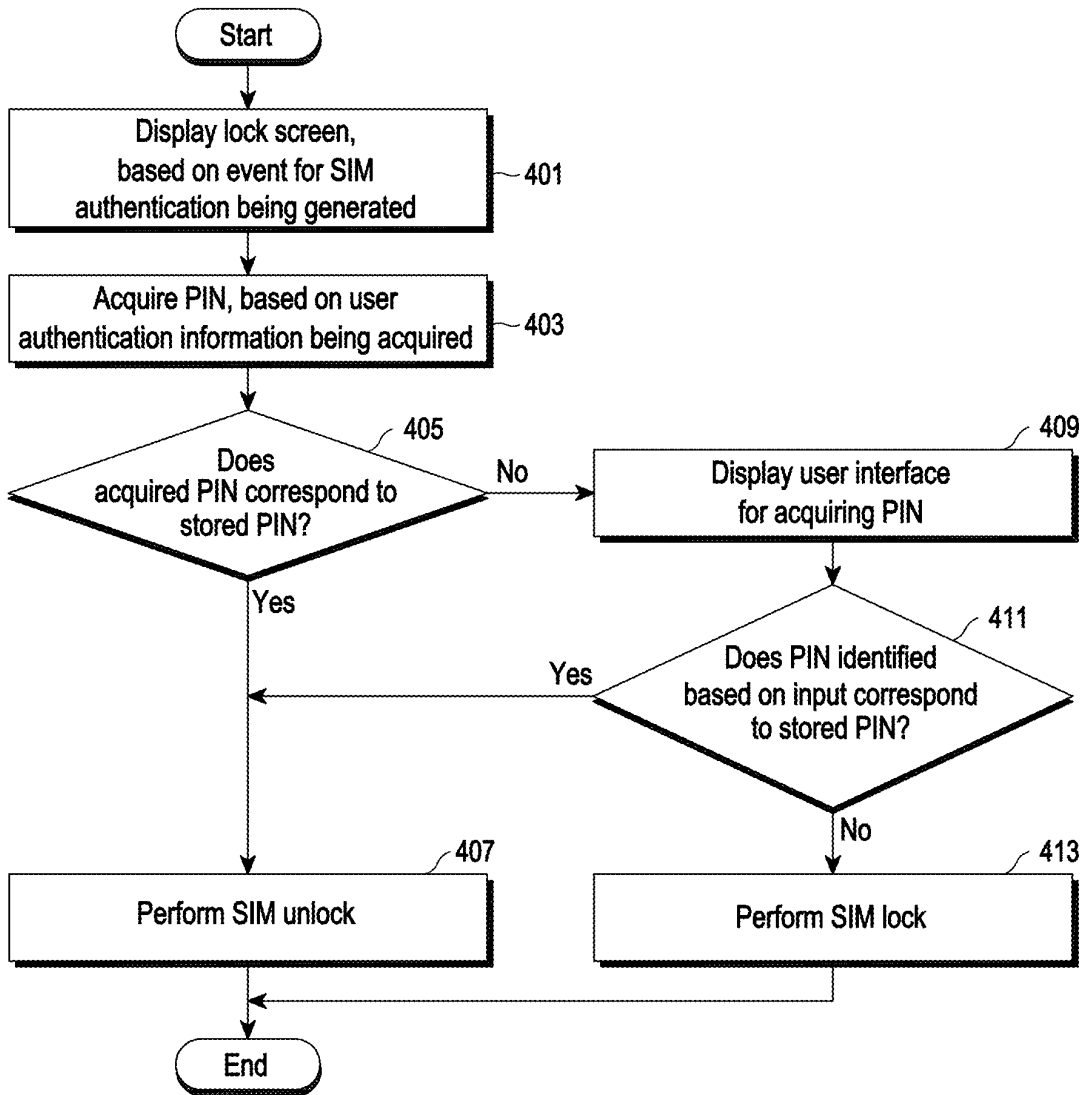 Start
Display lock screen,
based on event for SIM
authentication being generated
401
Acquire PIN, based on user
authentication information being acquired
403
405
Does
acquired PIN correspond to
stored PIN?
No
Yes
409
Display user interface
for acquiring PIN
411
Does PIN identified
based on input correspond
to stored PIN?
Yes
No
407
Perform SIM unlock
413
Perform SIM lock
End